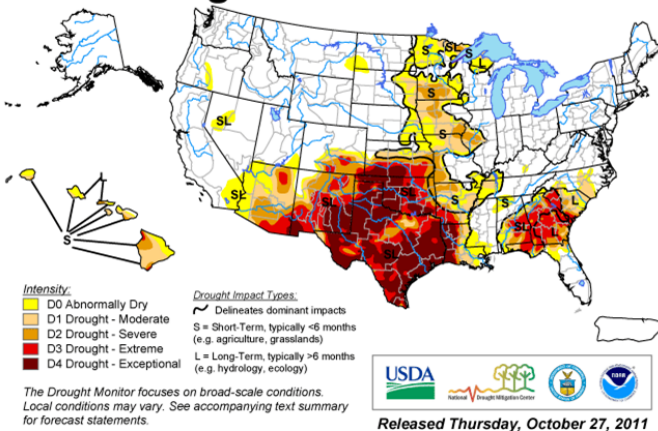 S
SL
S
L
S
SL
S
SL
SL
SL
S
S
L
SL
L
SL
S
Intensity:
D0 Abnormally Dry
D1 Drought - Moderate
D2 Drought - Severe
D3 Drought - Extreme
D4 Drought - Exceptional
Drought Impact Types:
Delineates dominant impacts
S = Short-Term, typically <6 months
(e.g. agriculture, grasslands)
L = Long-Term, typically >6 months
(e.g. hydrology, ecology)
The Drought Monitor focuses on broad-scale conditions.
Local conditions may vary. See accompanying text summary
for forecast statements.
USDA
National Drought Mitigation Center
noaa
Released Thursday, October 27, 2011